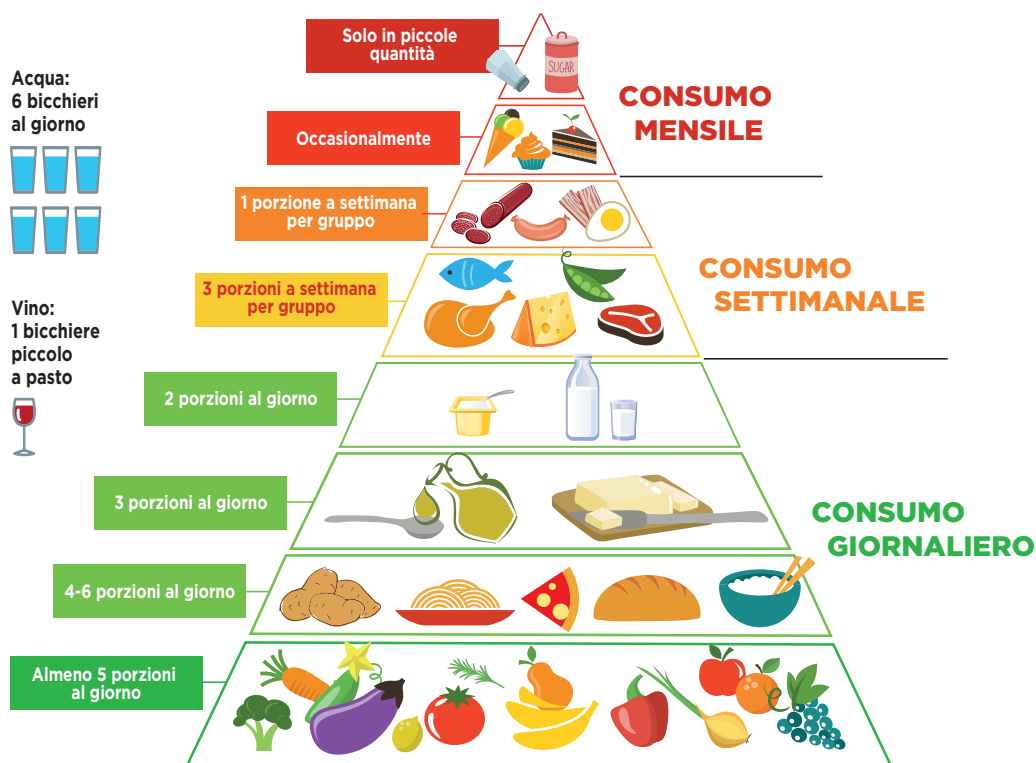 Solo in piccole
quantità
SUGAR
CONSUMO
MENSILE
Acqua:
6 bicchieri
al giorno
Occasionalmente
1 porzione a settimana
per gruppo
CONSUMO
SETTIMANALE
3 porzioni a settimana
per gruppo
Vino:
1 bicchiere
piccolo
a pasto
2 porzioni al giorno
3 porzioni al giorno
CONSUMO
GIORNALIERO
4-6 porzioni al giorno
Almeno 5 porzioni
al giorno